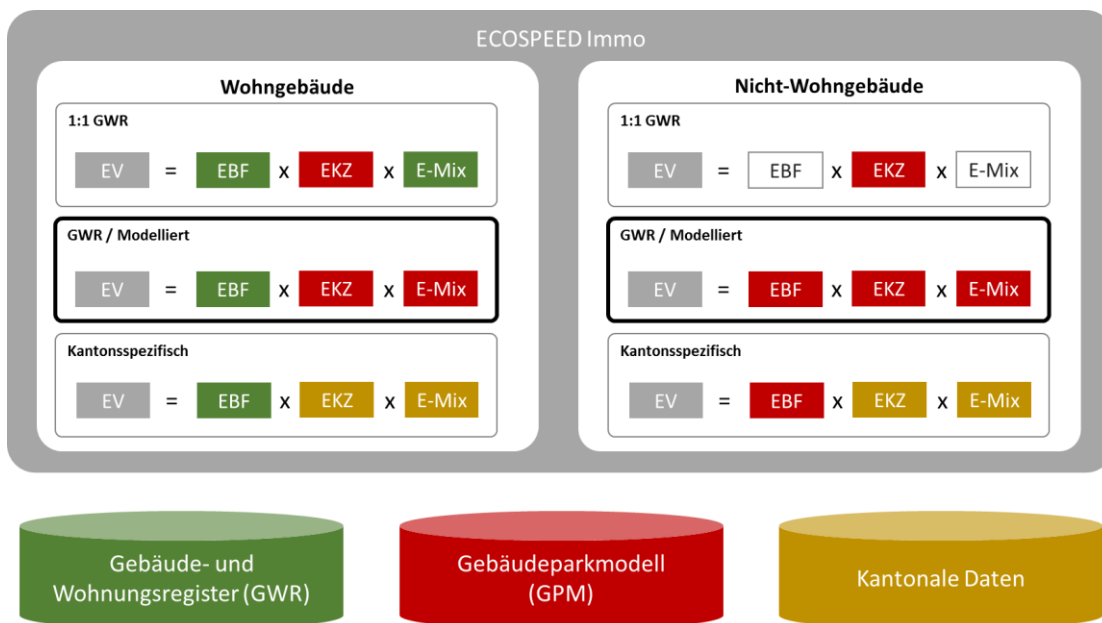 ECOSPEED Immo
Wohngebäude
1:1 GWR
EV = EBF x EKZ x E-Mix
GWR / Modelliert
EV = EBF x EKZ x E-Mix
Kantonsspezifisch
EV = EBF x EKZ x E-Mix
Nicht-Wohngebäude
1:1 GWR
EV = EBF x EKZ x E-Mix
GWR / Modelliert
EV = EBF x EKZ x E-Mix
Kantonsspezifisch
EV = EBF x EKZ x E-Mix
Gebäude- und
Wohnungsregister (GWR)
Gebäudeparkmodell
(GPM)
Kantonale Daten